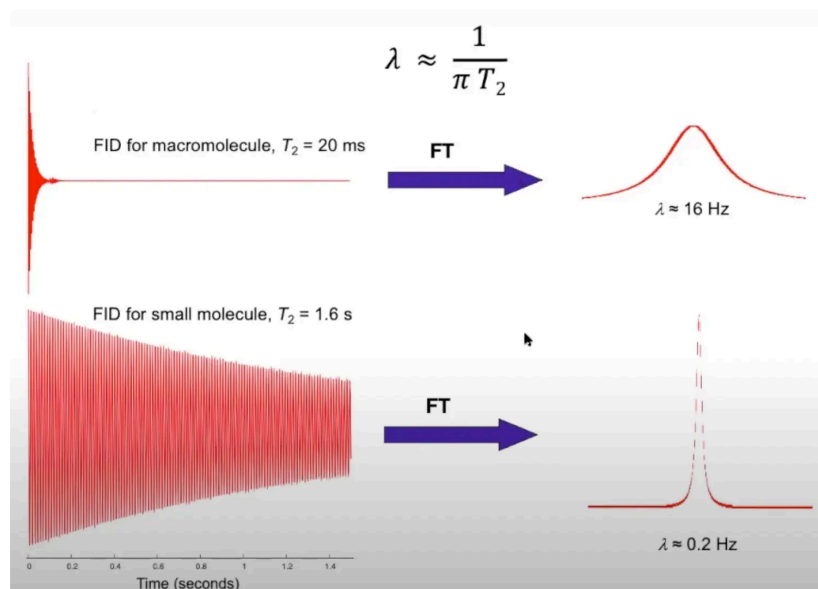 λ ≈ 1 / π T₂
FID for macromolecule, T₂ = 20 ms
FT
λ ≈ 16 Hz
FID for small molecule, T₂ = 1.6 s
FT
λ ≈ 0.2 Hz
0 0.2 0.4 0.6 0.8 1 1.2 1.4
Time (seconds)